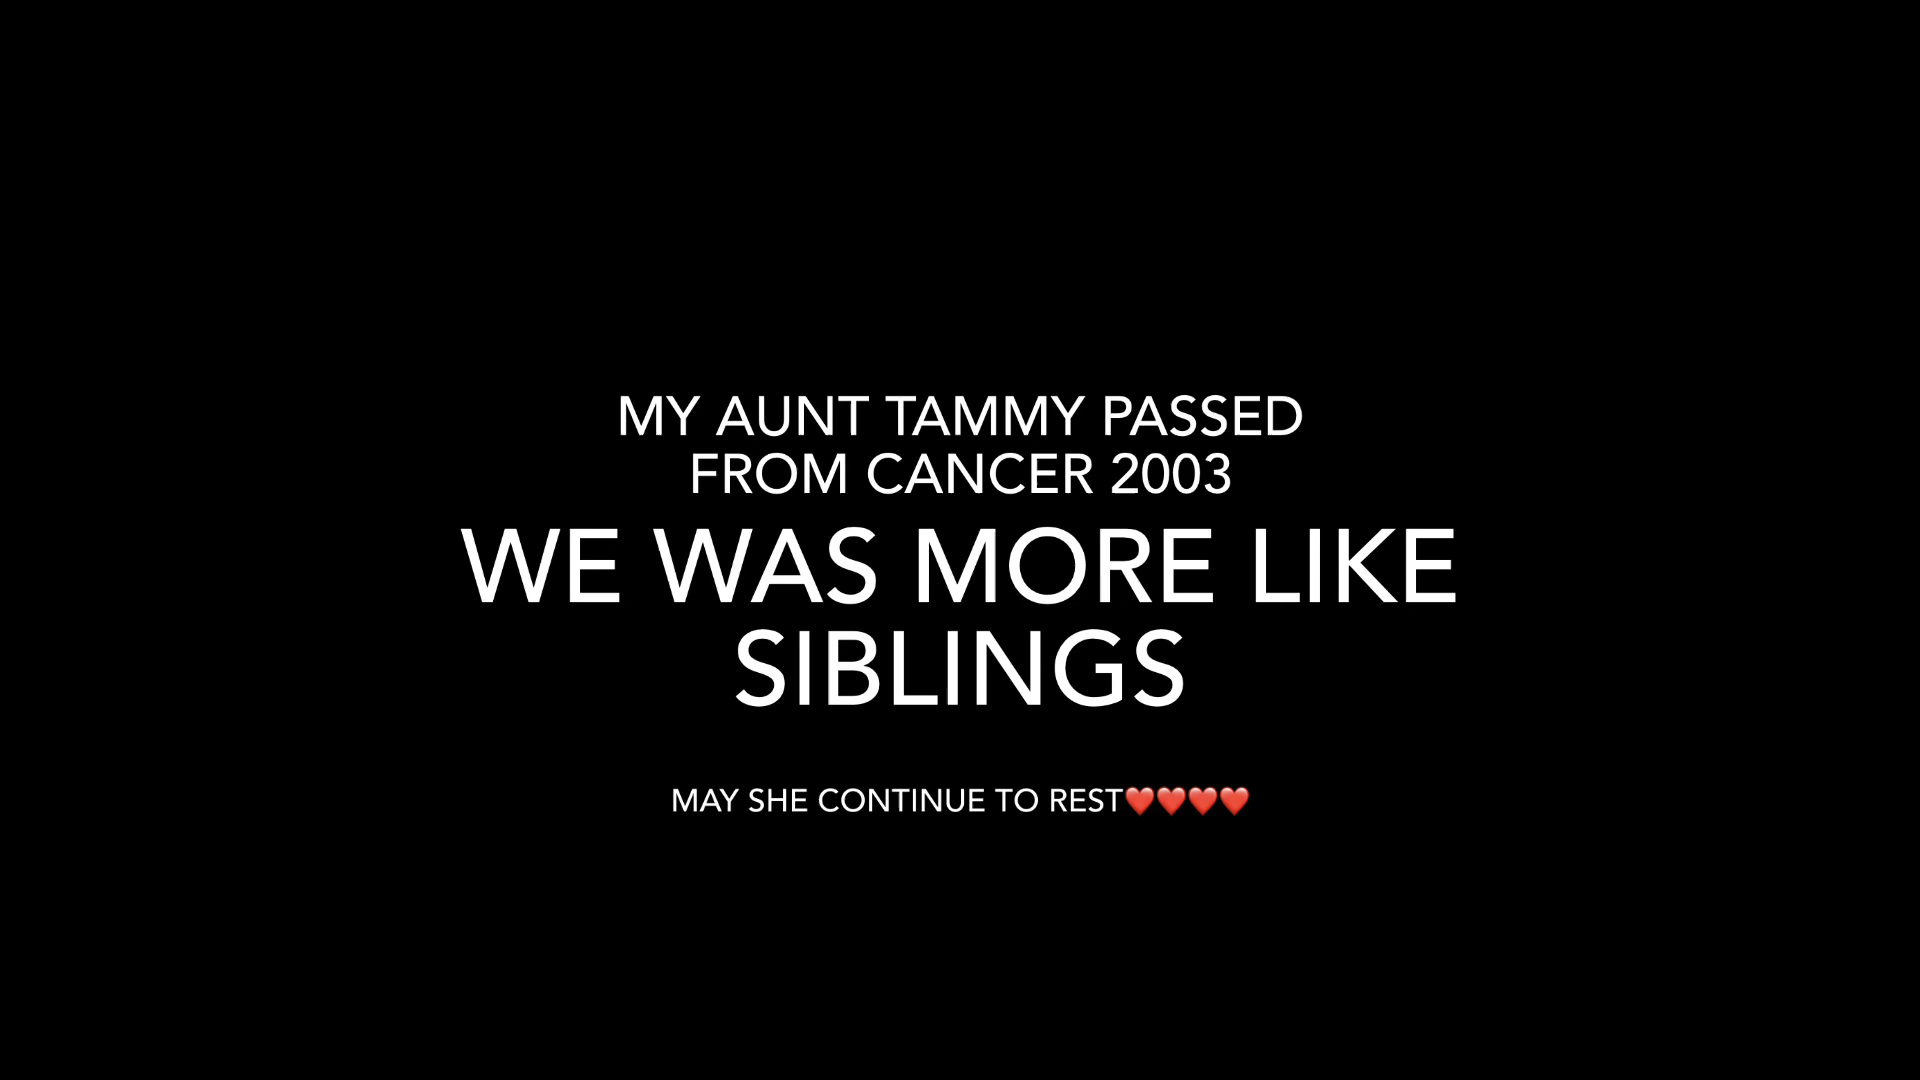 MY AUNT TAMMY PASSED
FROM CANCER 2003
WE WAS MORE LIKE
SIBLINGS
MAY SHE CONTINUE TO REST❤️❤️❤️❤️